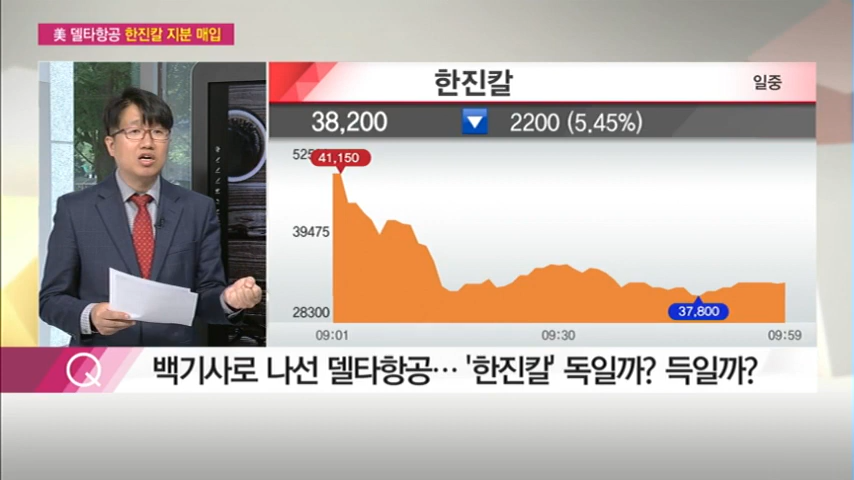 美 델타항공 한진칼 지분 매입
한진칼
일중
38,200 ▼ 2200 (5.45%)
41,150
39475
28300
37,800
09:01 09:30 09:59
Q 백기사로 나선 델타항공… '한진칼' 독일까? 득일까?